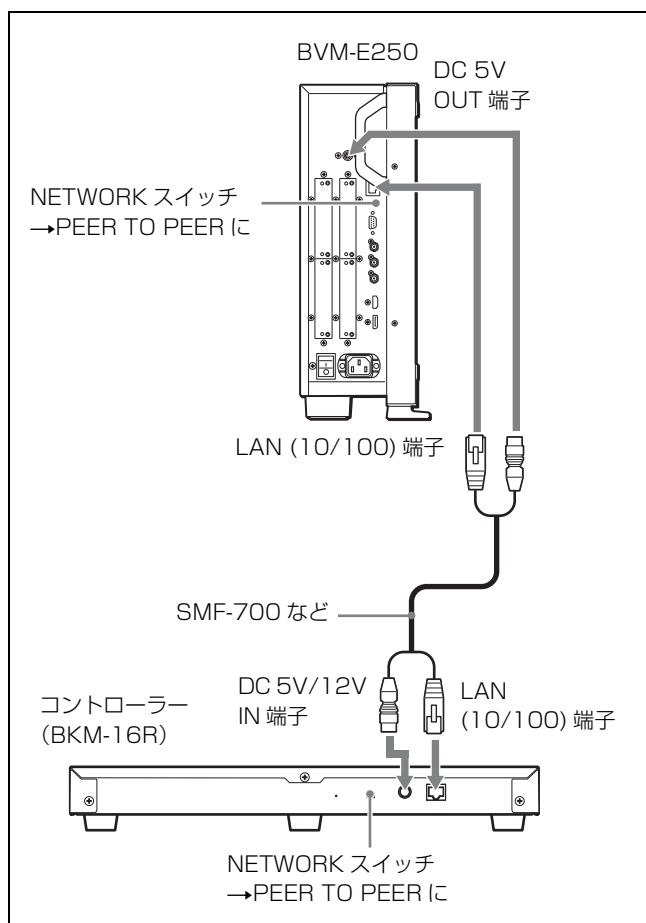 BVM-E250
DC 5V
OUT 端子
NETWORK スイッチ
→PEER TO PEER に
LAN (10/100) 端子
SMF-700 など
コントローラー
（BKM-16R）
DC 5V/12V
IN 端子
LAN
(10/100) 端子
NETWORK スイッチ
→PEER TO PEER に